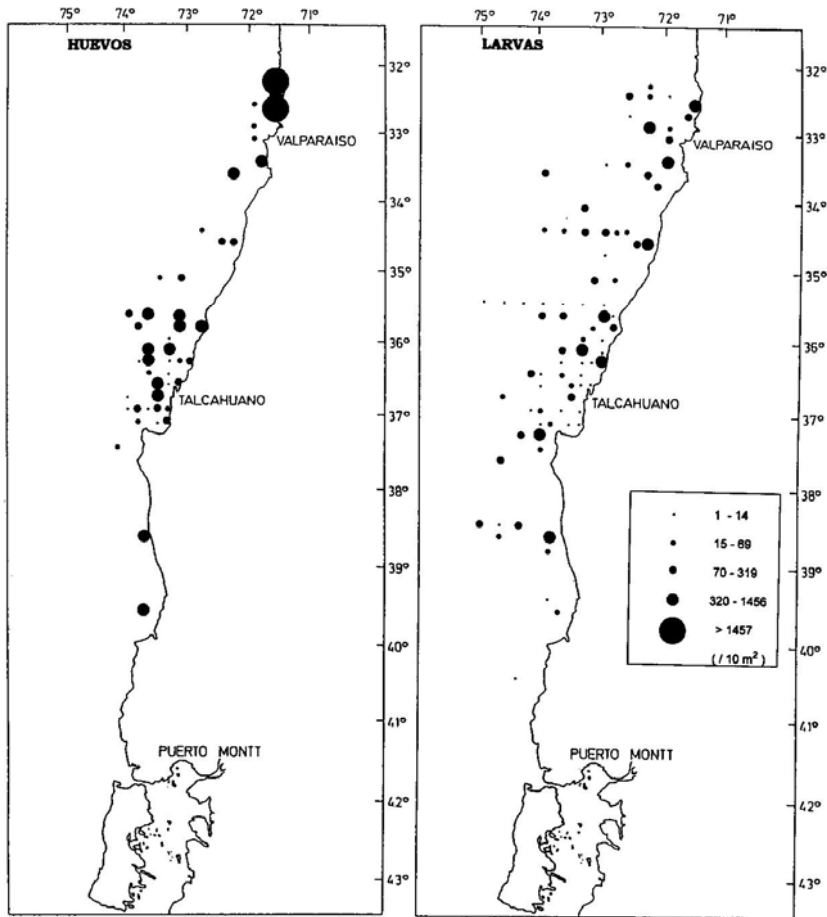 75° 74° 73° 72° 71°
HUEVOS
32°
33°
VALPARAISO
34°
35°
36°
TALCAHUANO
37°
38°
39°
40°
41°
PUERTO MONTT
42°
43°
75° 74° 73° 72° 71°
LARVAS
32°
33°
VALPARAISO
34°
35°
36°
TALCAHUANO
37°
38°
39°
40°
41°
PUERTO MONTT
42°
43°
1 - 14
15 - 69
70 - 319
320 - 1456
> 1457
( / 10 m²)